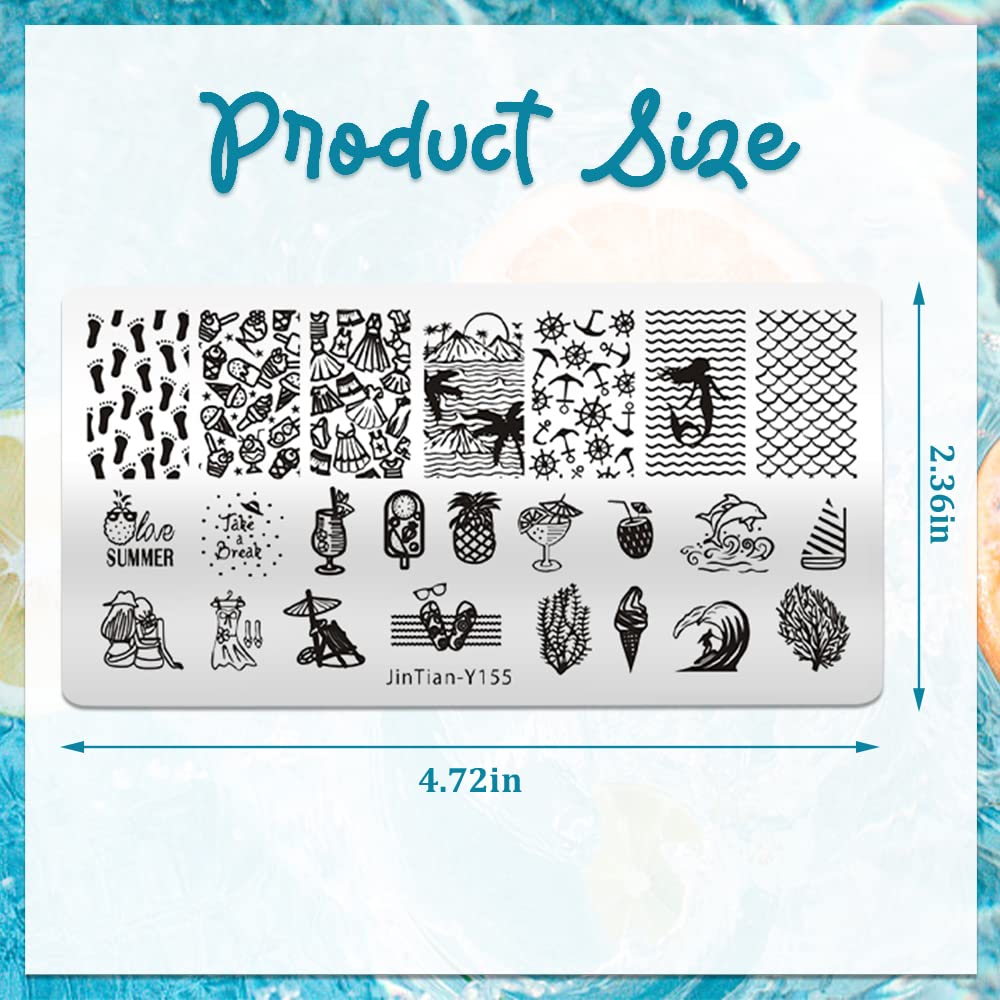 Product Size
love
SUMMER
Take
a
Break
JinTian-Y155
2.36in
4.72in